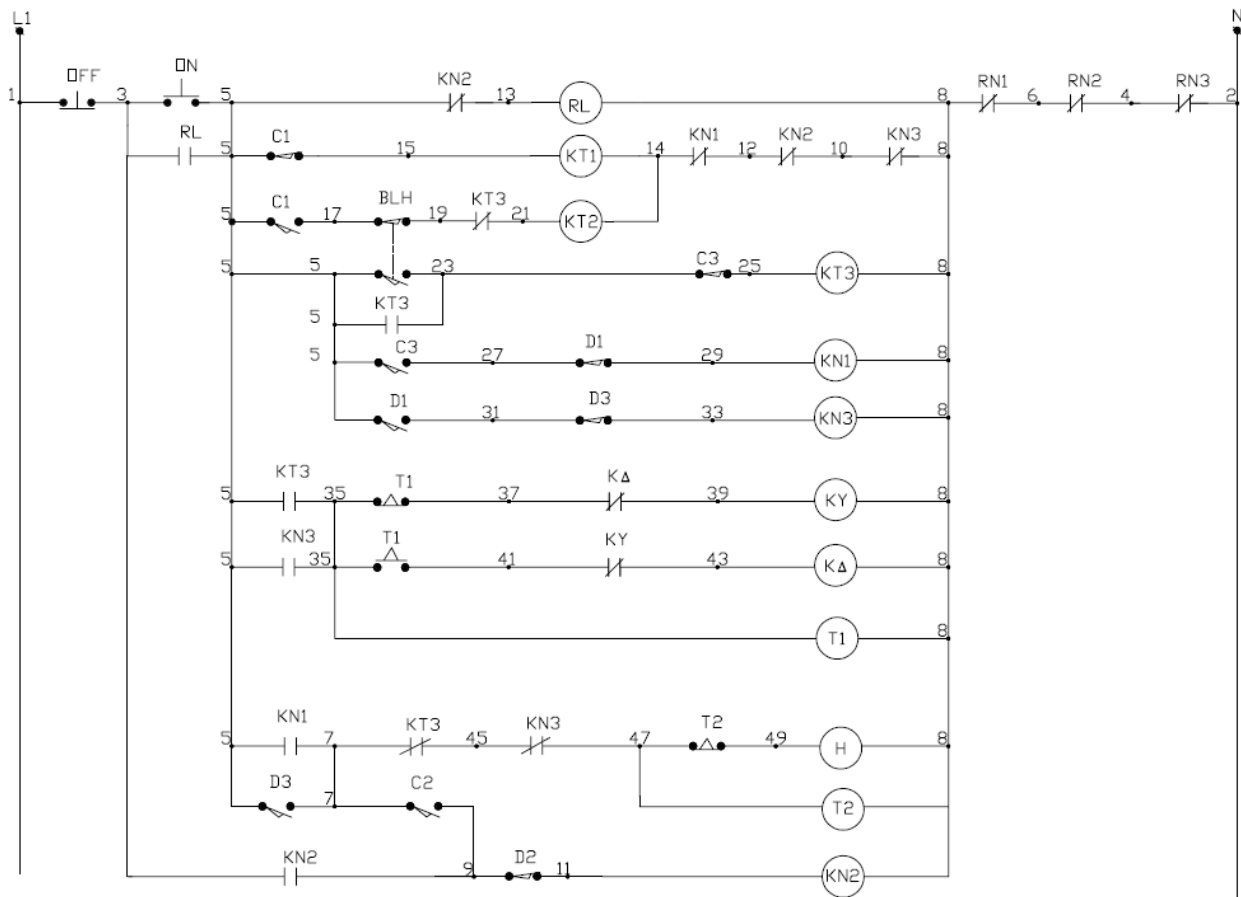 L1 N
OFF ON KN2 RN1 RN2 RN3
1 3 5 13 RL 8 6 4 2
RL C1 KN1 KN2 KN3
5 15 KT1 14 12 10 8
C1 BLH KT3
5 17 19 21 KT2
C3
5 5 23 25 KT3 8
KT3
5
C3 D1
5 27 29 KN1 8
D1 D3
31 33 KN3 8
KT3 T1 KΔ
5 35 37 39 KY 8
KN3 T1 KY
5 35 41 43 KΔ 8
T1 8
KN1 KT3 KN3 T2
5 7 45 47 49 H 8
D3 C2
7 T2
KN2 D2
9 11 KN2